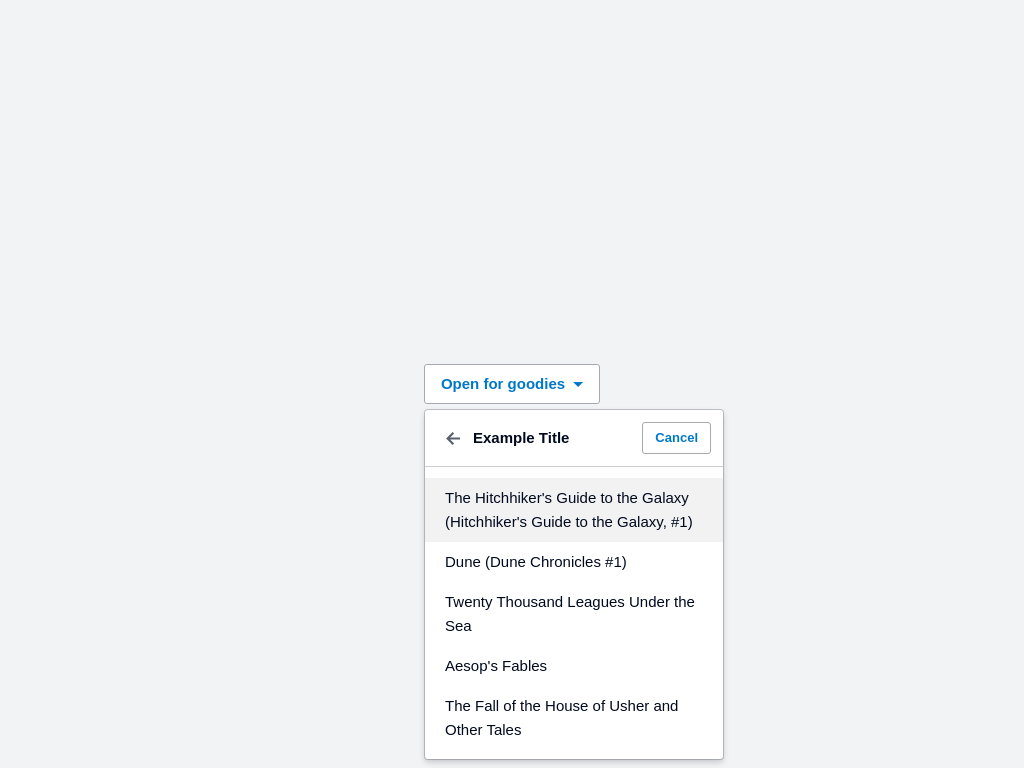 Open for goodies
Example Title
Cancel
The Hitchhiker's Guide to the Galaxy
(Hitchhiker's Guide to the Galaxy, #1)
Dune (Dune Chronicles #1)
Twenty Thousand Leagues Under the
Sea
Aesop's Fables
The Fall of the House of Usher and
Other Tales